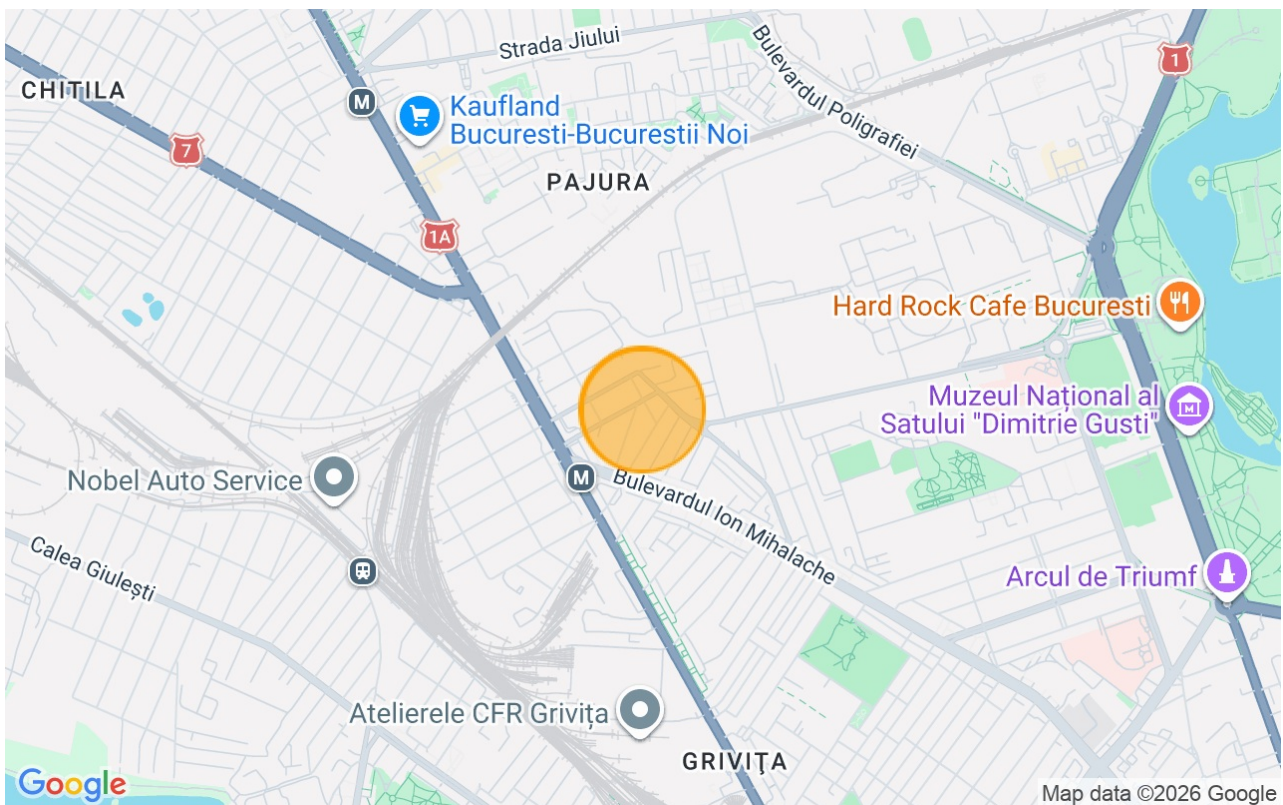 Strada Jiului
Bulevardul Poligrafiei
1
CHITILA
M
Kaufland
Bucuresti-Bucurestii Noi
7
PAJURA
1A
Hard Rock Cafe Bucuresti
Muzeul Național al
Satului "Dimitrie Gusti"
M
Nobel Auto Service
M
Bulevardul Ion Mihalache
Calea Giulești
Arcul de Triumf
Atelierele CFR Grivița
GRIVIŢA
Google
Map data ©2026 Google